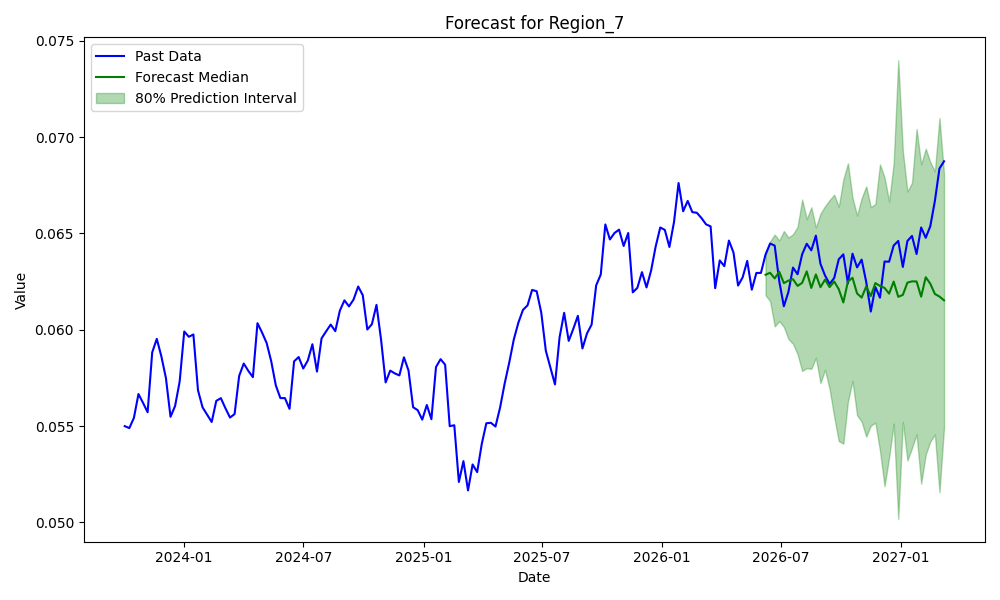 Forecast for Region_7
Past Data
Forecast Median
80% Prediction Interval
Value
0.075
0.070
0.065
0.060
0.055
0.050
2024-01
2024-07
2025-01
2025-07
2026-01
2026-07
2027-01
Date